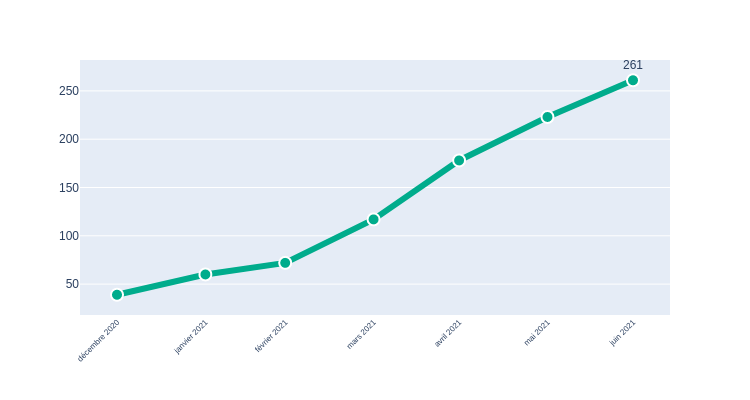 261
250
200
150
100
50
décembre 2020
janvier 2021
février 2021
mars 2021
avril 2021
mai 2021
juin 2021